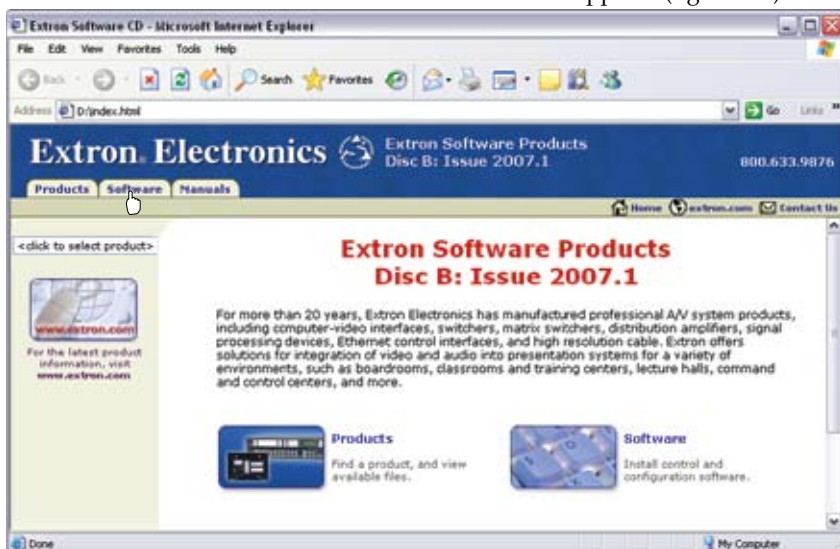 Extron Software CD - Microsoft Internet Explorer
File Edit View Favorites Tools Help
Back Search Favorites
Address D:\index.html Go Links »
Extron. Electronics
Extron Software Products
Disc B: Issue 2007.1
800.633.9876
Products Software Manuals
Home extron.com Contact Us
<click to select product>
Extron Software Products
Disc B: Issue 2007.1
www.extron.com
For the latest product
information, visit
www.extron.com
For more than 20 years, Extron Electronics has manufactured professional A/V system products,
including computer-video interfaces, switchers, matrix switchers, distribution amplifiers, signal
processing devices, Ethernet control interfaces, and high resolution cable. Extron offers
solutions for integration of video and audio into presentation systems for a variety of
environments, such as boardrooms, classrooms and training centers, lecture halls, command
and control centers, and more.
Products
Find a product, and view
available files.
Software
Install control and
configuration software.
Done My Computer